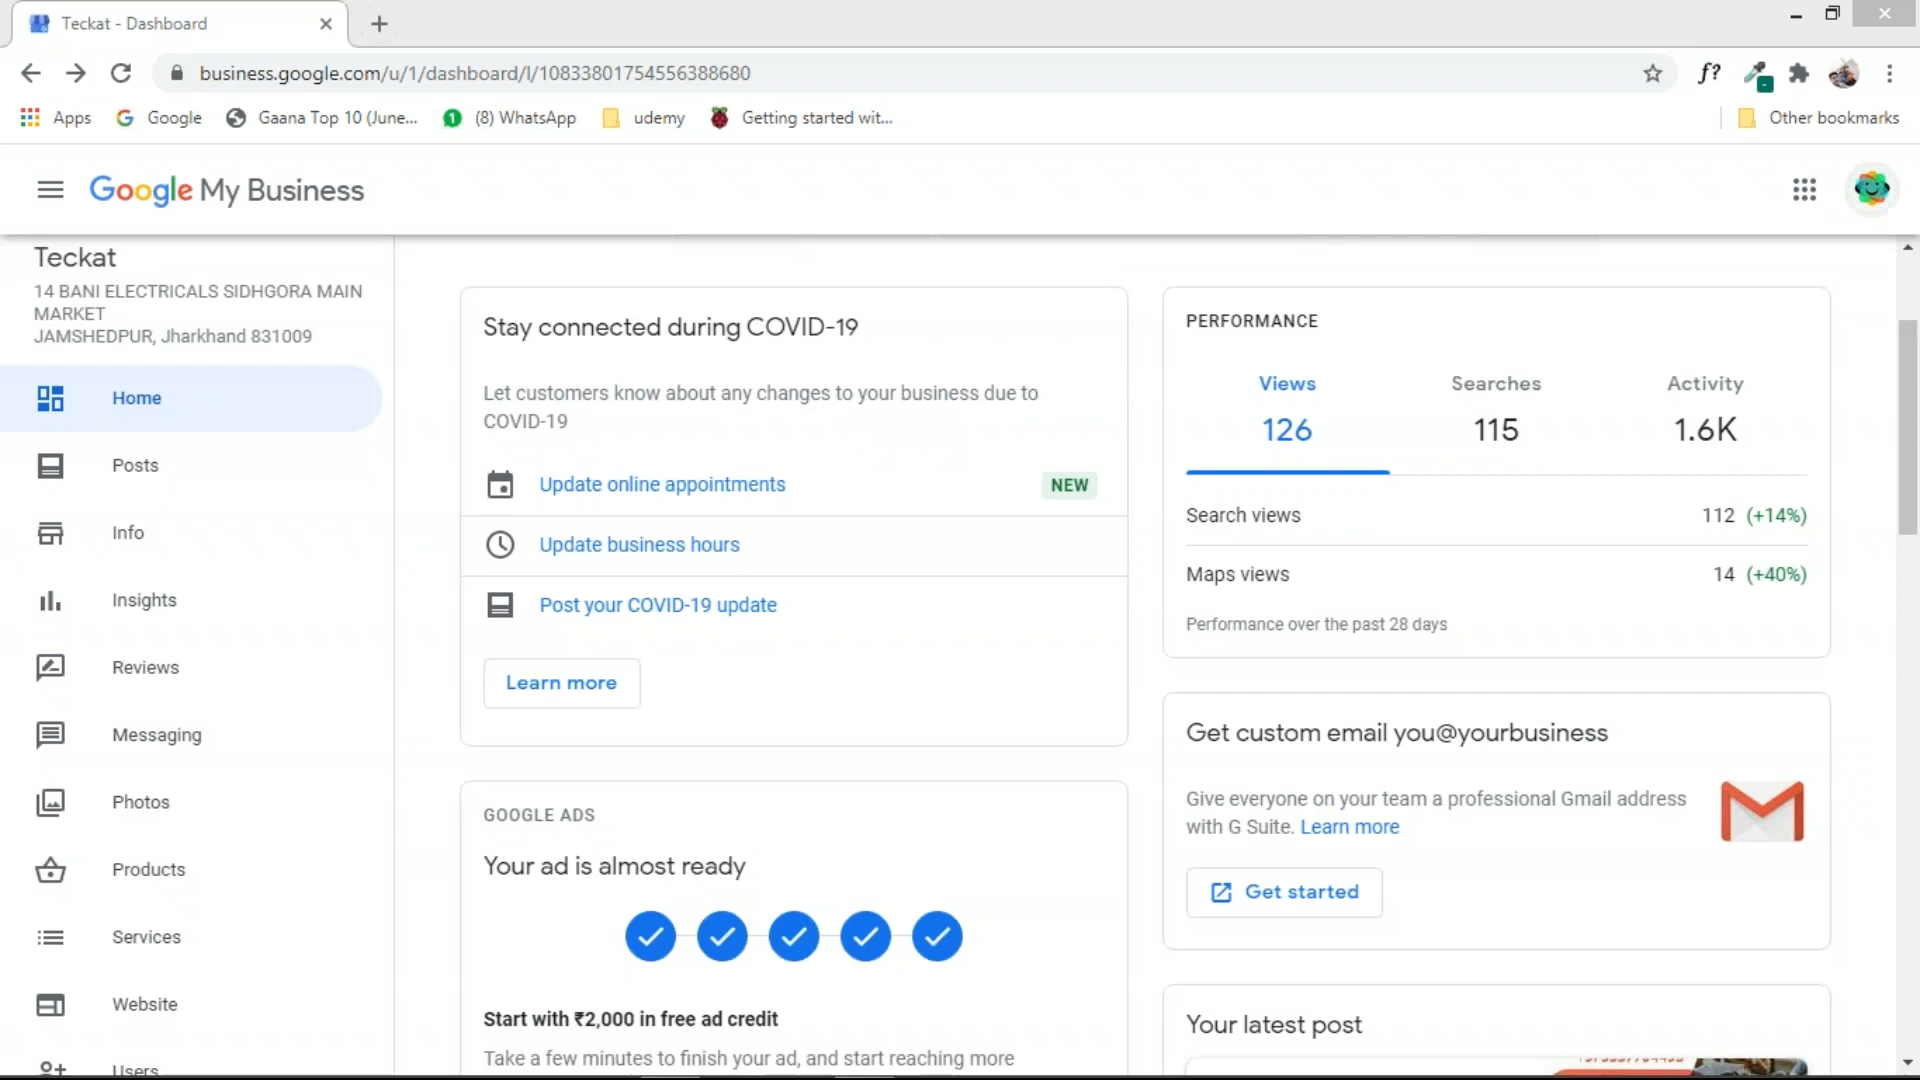 Teckat - Dashboard
business.google.com/u/1/dashboard/l/10833801754556388680
f?
Apps
Google
Gaana Top 10 (June...
1
(8) WhatsApp
udemy
Getting started wit...
Other bookmarks
Google My Business
Teckat
14 BANI ELECTRICALS SIDHGORA MAIN
MARKET
JAMSHEDPUR, Jharkhand 831009
Home
Posts
Info
Insights
Reviews
Messaging
Photos
Products
Services
Website
Users
Stay connected during COVID-19
Let customers know about any changes to your business due to
COVID-19
Update online appointments
NEW
Update business hours
Post your COVID-19 update
Learn more
GOOGLE ADS
Your ad is almost ready
Start with ₹2,000 in free ad credit
Take a few minutes to finish your ad, and start reaching more
PERFORMANCE
Views
126
Searches
115
Activity
1.6K
Search views
112 (+14%)
Maps views
14 (+40%)
Performance over the past 28 days
Get custom email you@yourbusiness
Give everyone on your team a professional Gmail address
with G Suite. Learn more
Get started
Your latest post